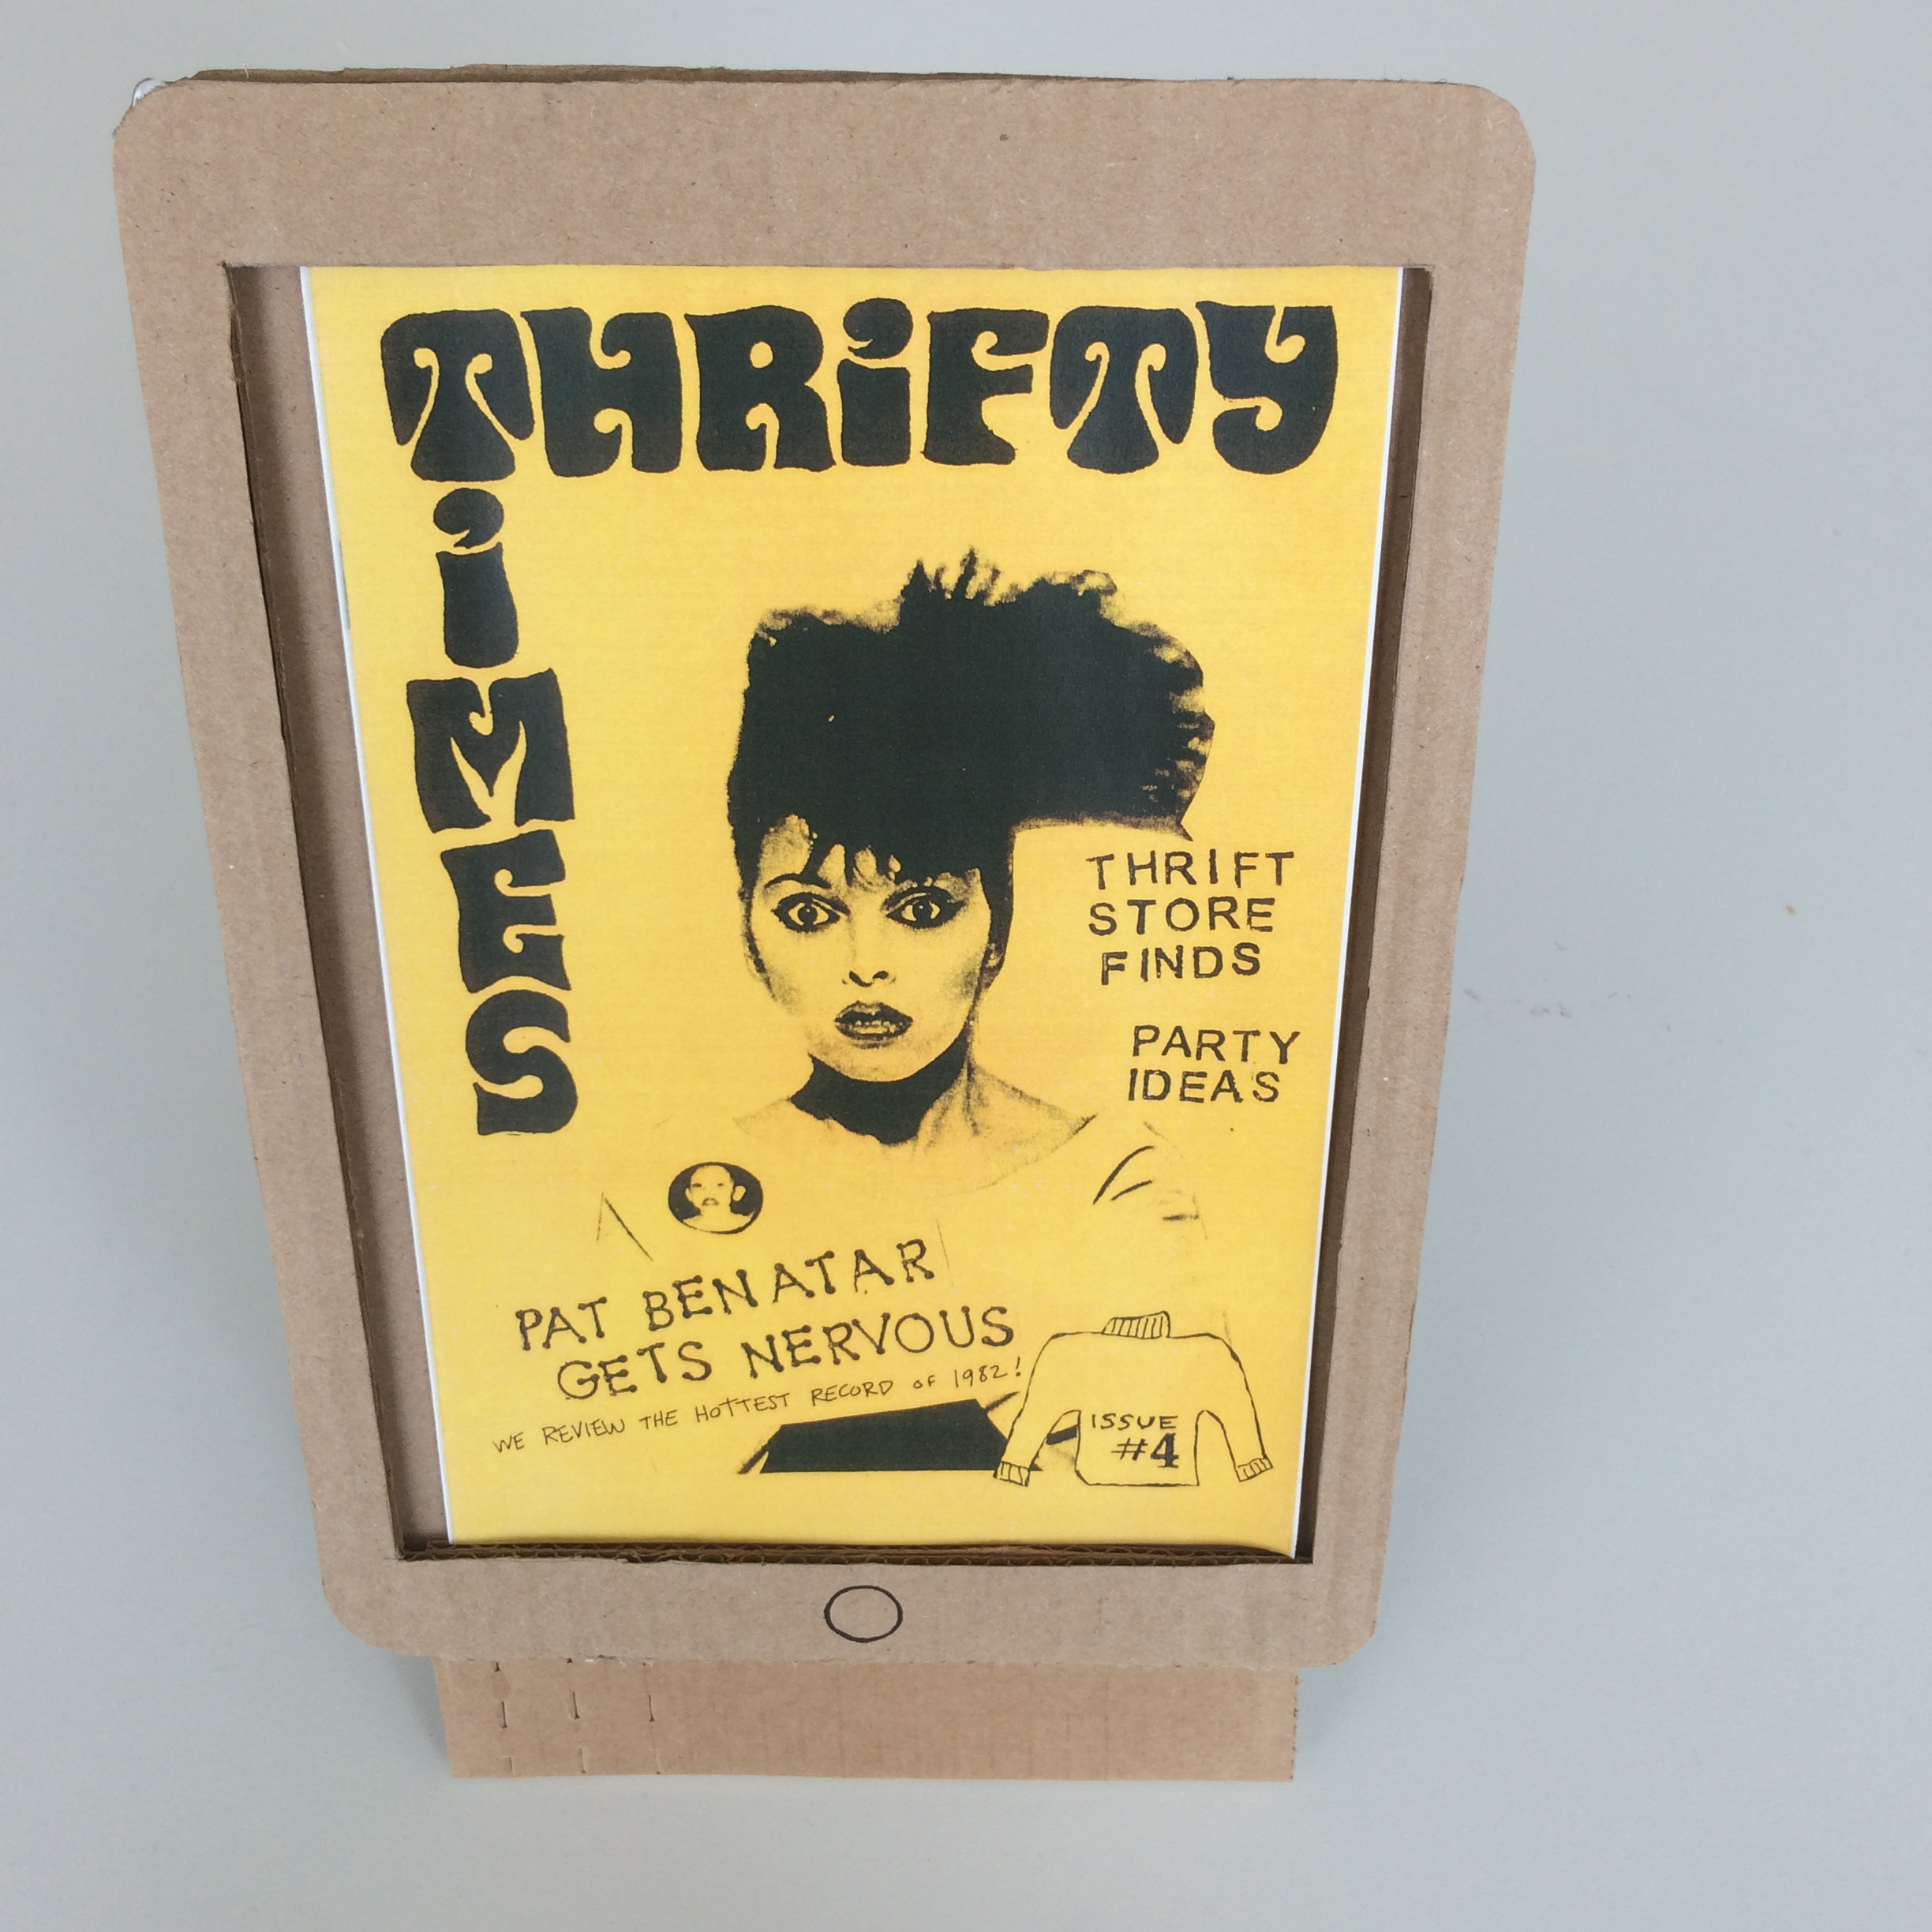 THRiFTY
TiMES
THRIFT
STORE
FINDS
PARTY
IDEAS
PAT BENATAR
GETS NERVOUS
WE REVIEW THE HOTTEST RECORD OF 1982!
ISSUE
#4